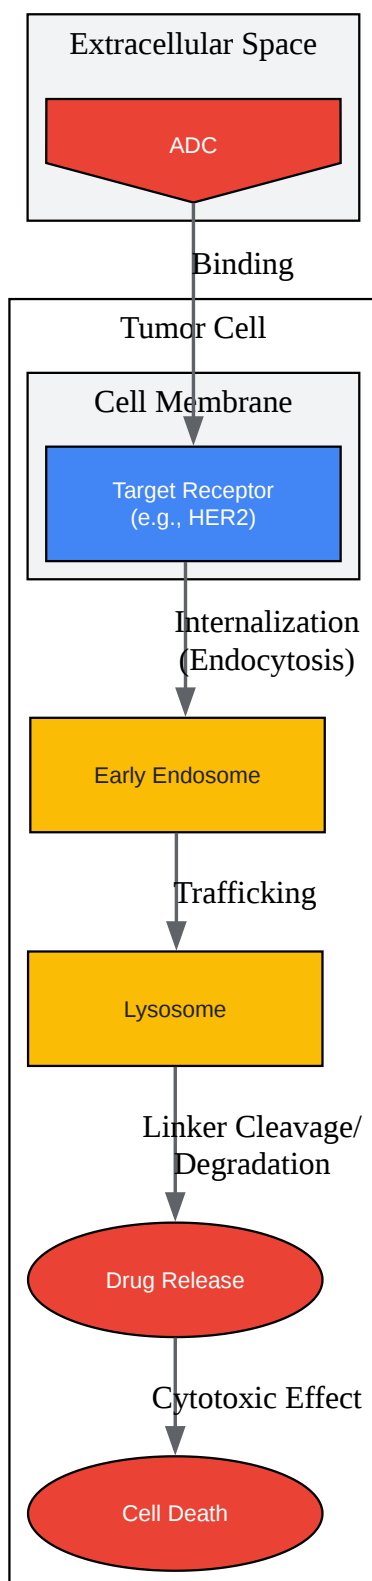 Extracellular Space
ADC
Binding
Tumor Cell
Cell Membrane
Target Receptor
(e.g., HER2)
Internalization
(Endocytosis)
Early Endosome
Trafficking
Lysosome
Linker Cleavage/
Degradation
Drug Release
Cytotoxic Effect
Cell Death